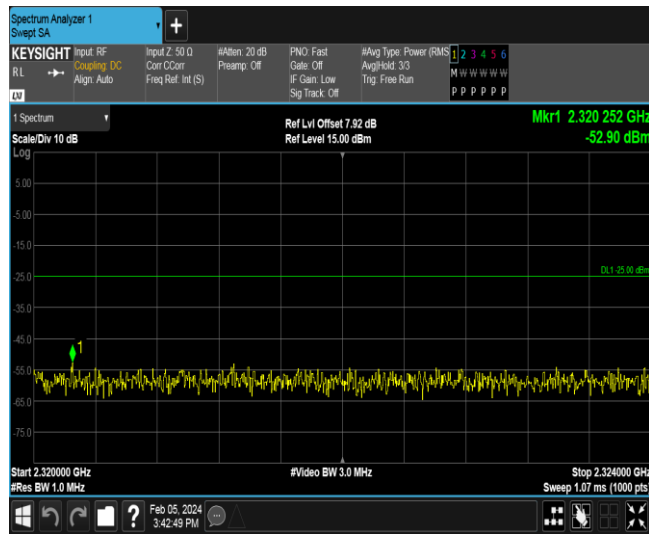 Spectrum Analyzer 1
Swept SA
+
KEYSIGHT
RL
LXI
Input: RF
Coupling: DC
Align: Auto
Input Z: 50 Ω
Corr CCorr
Freq Ref: Int (S)
#Atten: 20 dB
Preamp: Off
PNO: Fast
Gate: Off
IF Gain: Low
Sig Track: Off
#Avg Type: Power (RMS
Avg|Hold: 3/3
Trig: Free Run
1 2 3 4 5 6
M W W W W W
P P P P P P
1 Spectrum
Scale/Div 10 dB
Log
Ref Lvl Offset 7.92 dB
Ref Level 15.00 dBm
Mkr1 2.320 252 GHz
-52.90 dBm
5.00
-5.00
-15.0
-25.0
-35.0
-45.0
-55.0
-65.0
-75.0
DL1 -25.00 dBm
1
Start 2.320000 GHz
#Res BW 1.0 MHz
#Video BW 3.0 MHz
Stop 2.324000 GHz
Sweep 1.07 ms (1000 pts)
?
Feb 05, 2024
3:42:49 PM